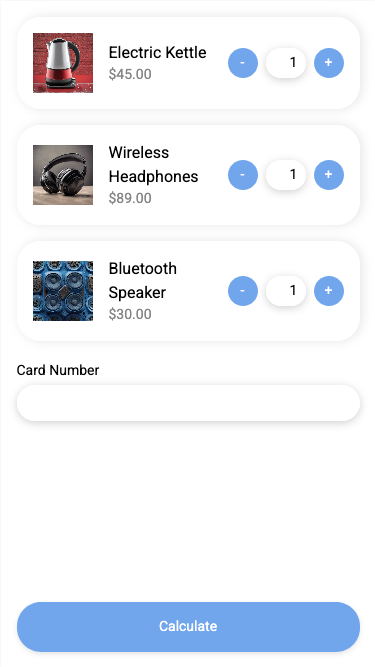 Electric Kettle
$45.00
- 1 +
Wireless
Headphones
$89.00
- 1 +
Bluetooth
Speaker
$30.00
- 1 +
Card Number
Calculate